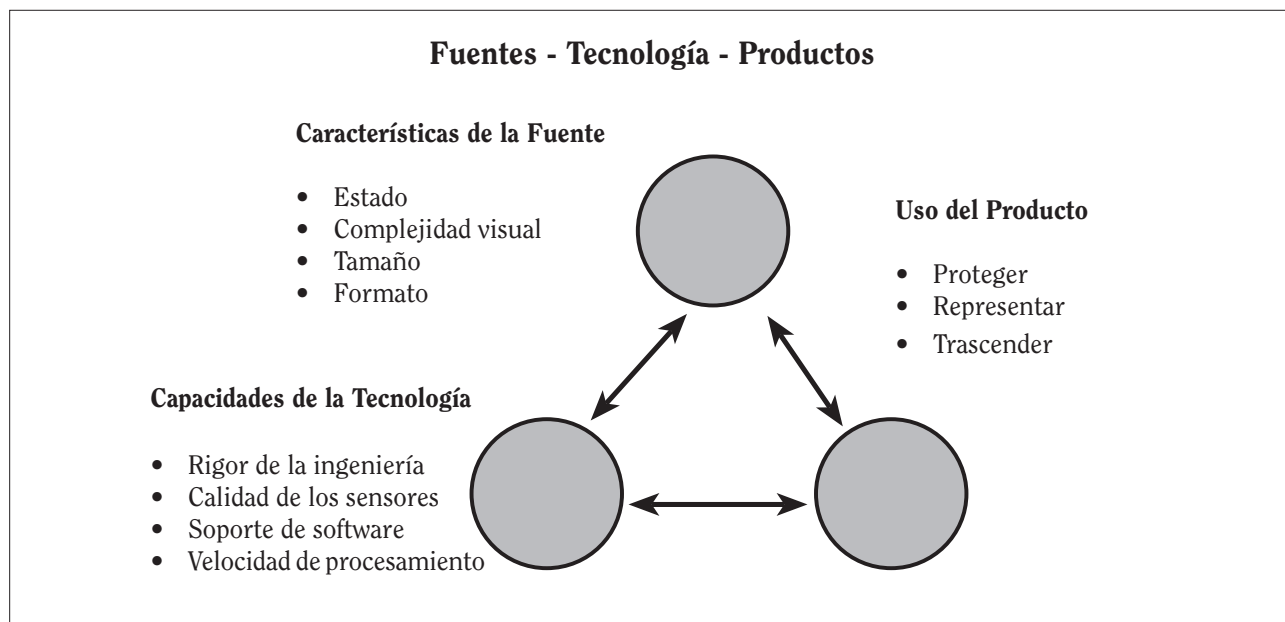 Fuentes - Tecnología - Productos
Características de la Fuente
• Estado
• Complejidad visual
• Tamaño
• Formato
Uso del Producto
• Proteger
• Representar
• Trascender
Capacidades de la Tecnología
• Rigor de la ingeniería
• Calidad de los sensores
• Soporte de software
• Velocidad de procesamiento